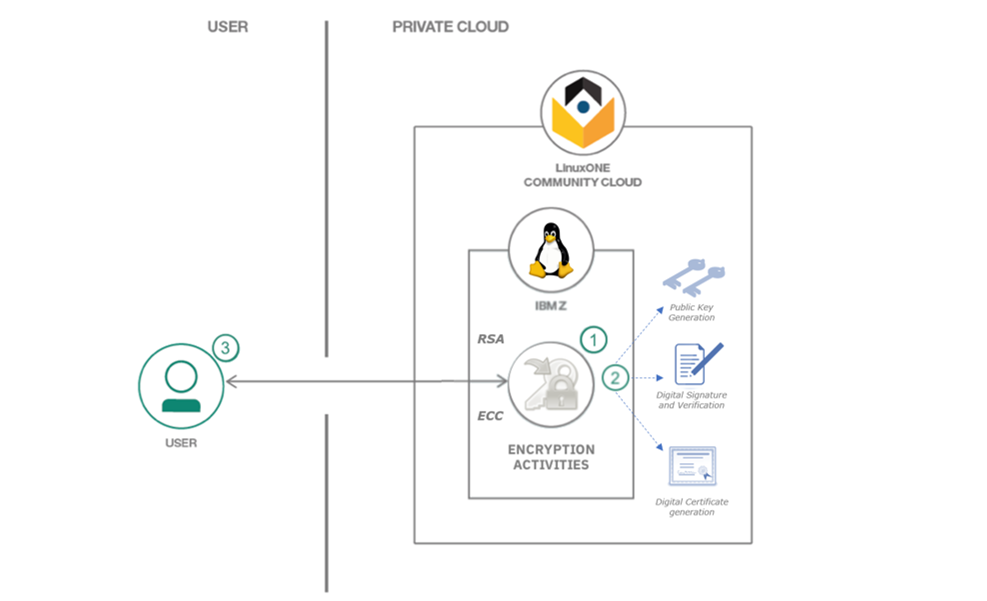 USER
PRIVATE CLOUD
LinuxONE
COMMUNITY CLOUD
IBM Z
RSA
1
3
2
ECC
USER
ENCRYPTION
ACTIVITIES
Public Key
Generation
Digital Signature
and Verification
Digital Certificate
generation